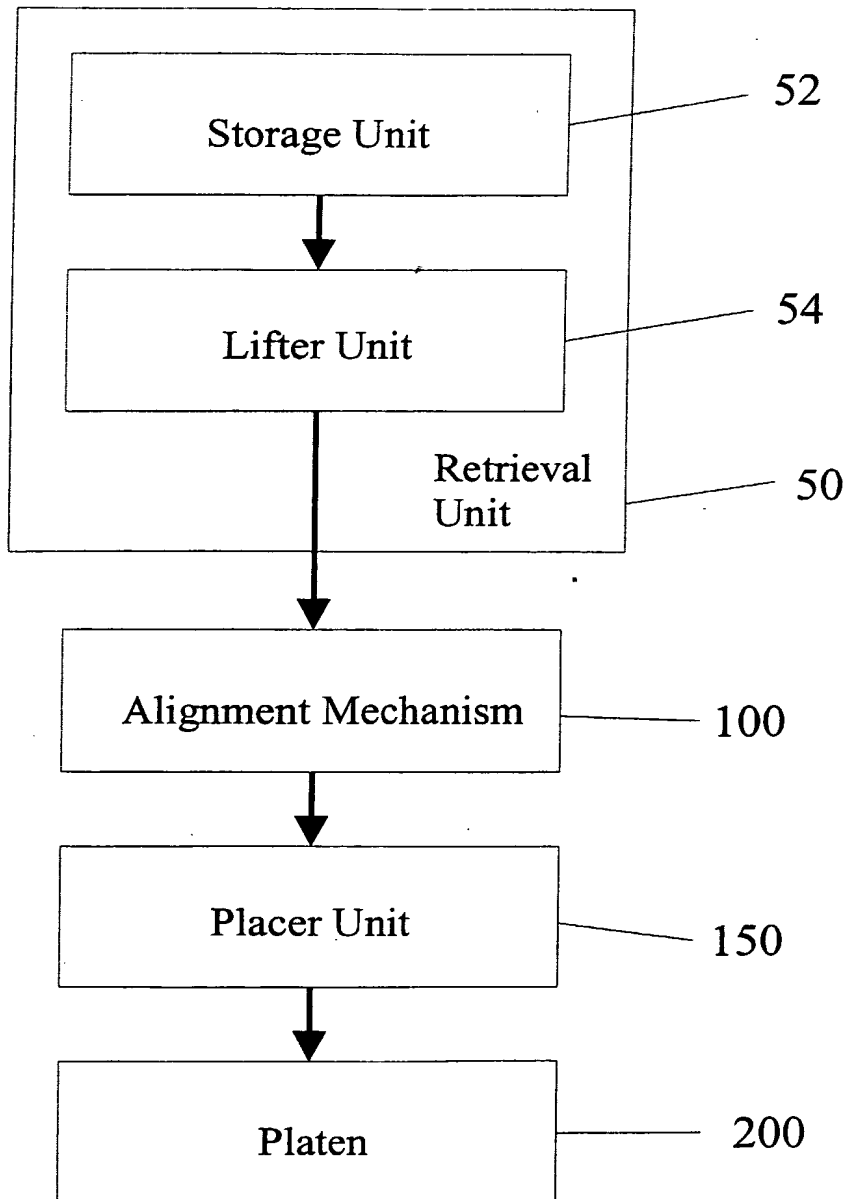 Storage Unit
52
Lifter Unit
54
Retrieval
Unit
50
Alignment Mechanism
100
Placer Unit
150
Platen
200